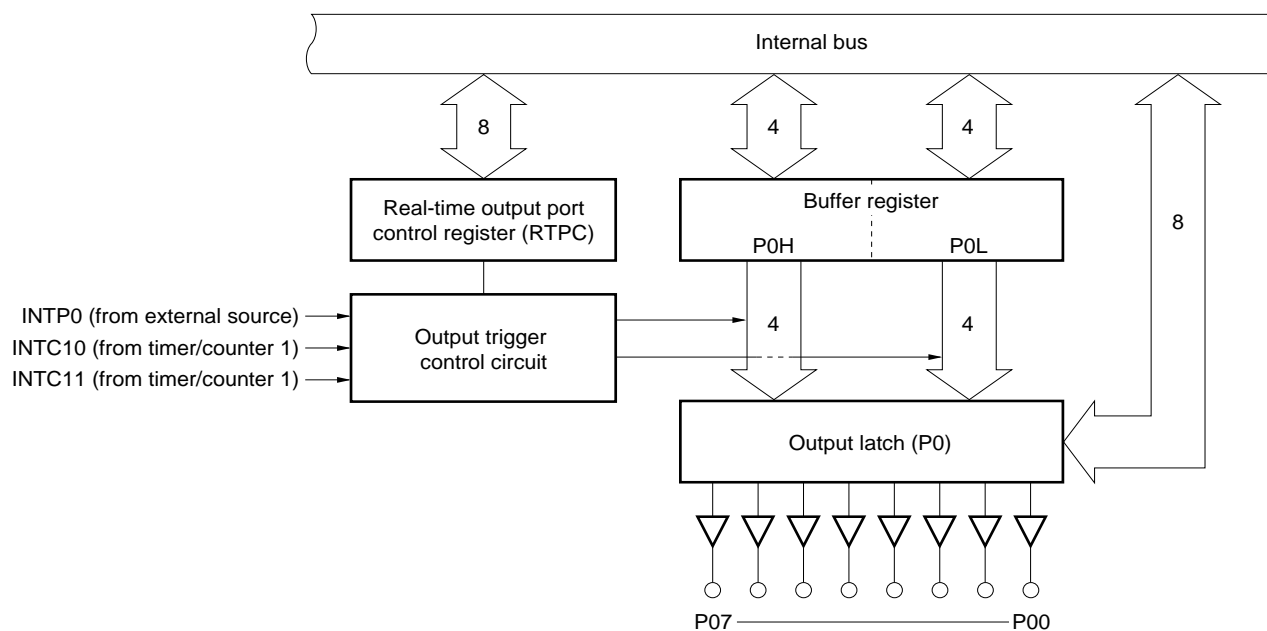 Internal bus
8
4
4
Real-time output port
control register (RTPC)
Buffer register
P0H
P0L
8
INTP0 (from external source)
INTC10 (from timer/counter 1)
INTC11 (from timer/counter 1)
Output trigger
control circuit
4
4
Output latch (P0)
P07
P00